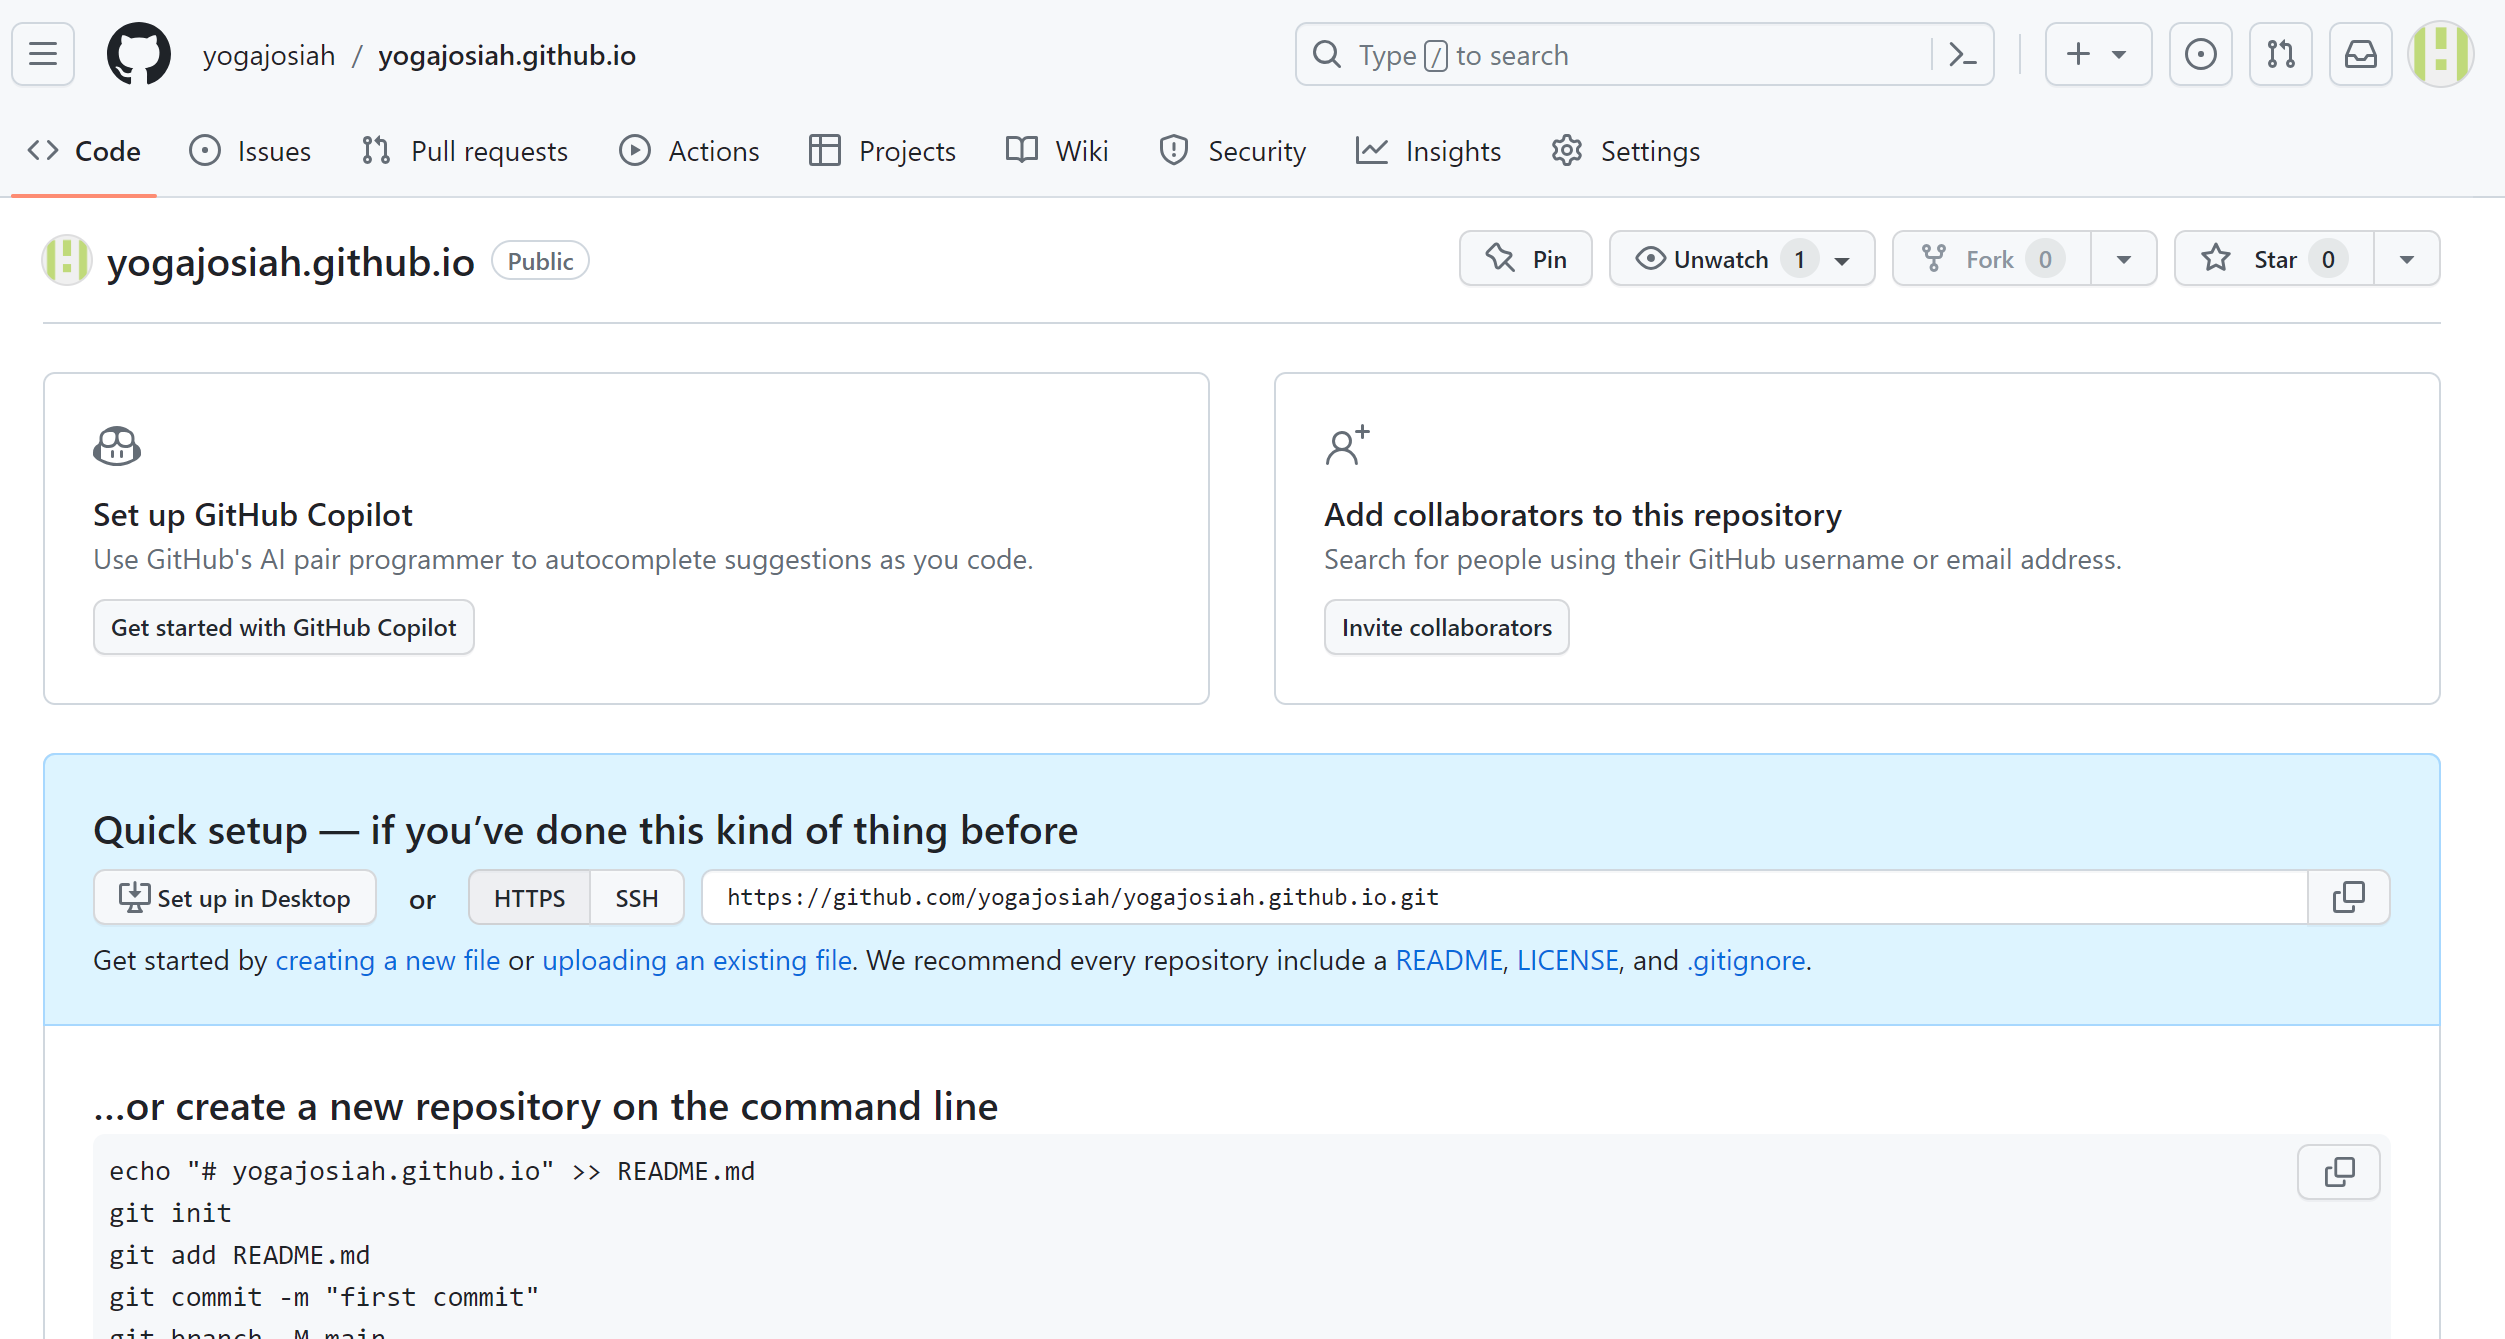 yogajosiah / yogajosiah.github.io
Type / to search
Code Issues Pull requests Actions Projects Wiki Security Insights Settings
yogajosiah.github.io Public
Pin Unwatch 1 Fork 0 Star 0
Set up GitHub Copilot
Use GitHub's AI pair programmer to autocomplete suggestions as you code.
Get started with GitHub Copilot
Add collaborators to this repository
Search for people using their GitHub username or email address.
Invite collaborators
Quick setup — if you’ve done this kind of thing before
Set up in Desktop or HTTPS SSH https://github.com/yogajosiah/yogajosiah.github.io.git
Get started by creating a new file or uploading an existing file. We recommend every repository include a README, LICENSE, and .gitignore.
…or create a new repository on the command line
echo "# yogajosiah.github.io" >> README.md
git init
git add README.md
git commit -m "first commit"
git branch -M main